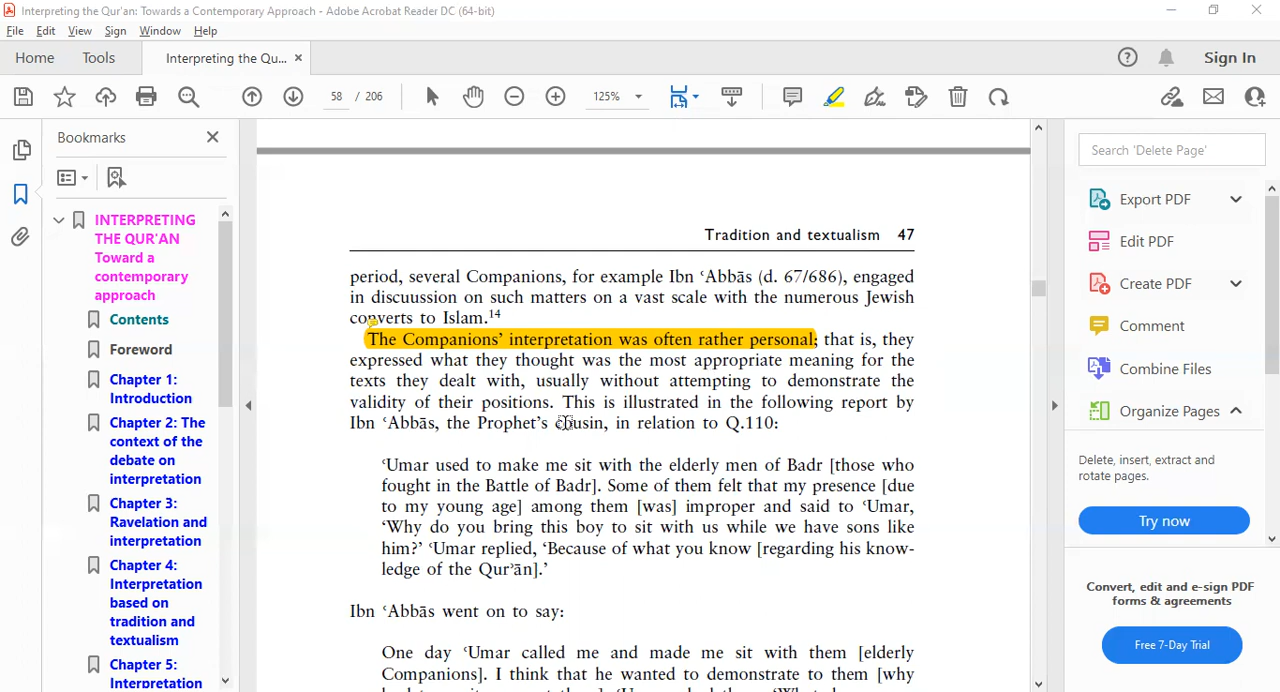 Interpreting the Qur'an: Towards a Contemporary Approach - Adobe Acrobat Reader DC (64-bit)
File Edit View Sign Window Help
Home Tools Interpreting the Qu... × Sign In
58 / 206 125%
Bookmarks
INTERPRETING
THE QUR'AN
Toward a
contemporary
approach
Contents
Foreword
Chapter 1:
Introduction
Chapter 2: The
context of the
debate on
interpretation
Chapter 3:
Ravelation and
interpretation
Chapter 4:
Interpretation
based on
tradition and
textualism
Chapter 5:
Interpretation
Tradition and textualism 47
period, several Companions, for example Ibn ʿAbbās (d. 67/686), engaged
in discuussion on such matters on a vast scale with the numerous Jewish
converts to Islam.14
The Companions' interpretation was often rather personal; that is, they
expressed what they thought was the most appropriate meaning for the
texts they dealt with, usually without attempting to demonstrate the
validity of their positions. This is illustrated in the following report by
Ibn ʿAbbās, the Prophet's cousin, in relation to Q.110:
ʿUmar used to make me sit with the elderly men of Badr [those who
fought in the Battle of Badr]. Some of them felt that my presence [due
to my young age] among them [was] improper and said to ʿUmar,
‘Why do you bring this boy to sit with us while we have sons like
him?’ ʿUmar replied, ‘Because of what you know [regarding his know-
ledge of the Qurʾān].’
Ibn ʿAbbās went on to say:
One day ʿUmar called me and made me sit with them [elderly
Companions]. I think that he wanted to demonstrate to them [why
Search 'Delete Page'
Export PDF
Edit PDF
Create PDF
Comment
Combine Files
Organize Pages
Delete, insert, extract and
rotate pages.
Try now
Convert, edit and e-sign PDF
forms & agreements
Free 7-Day Trial